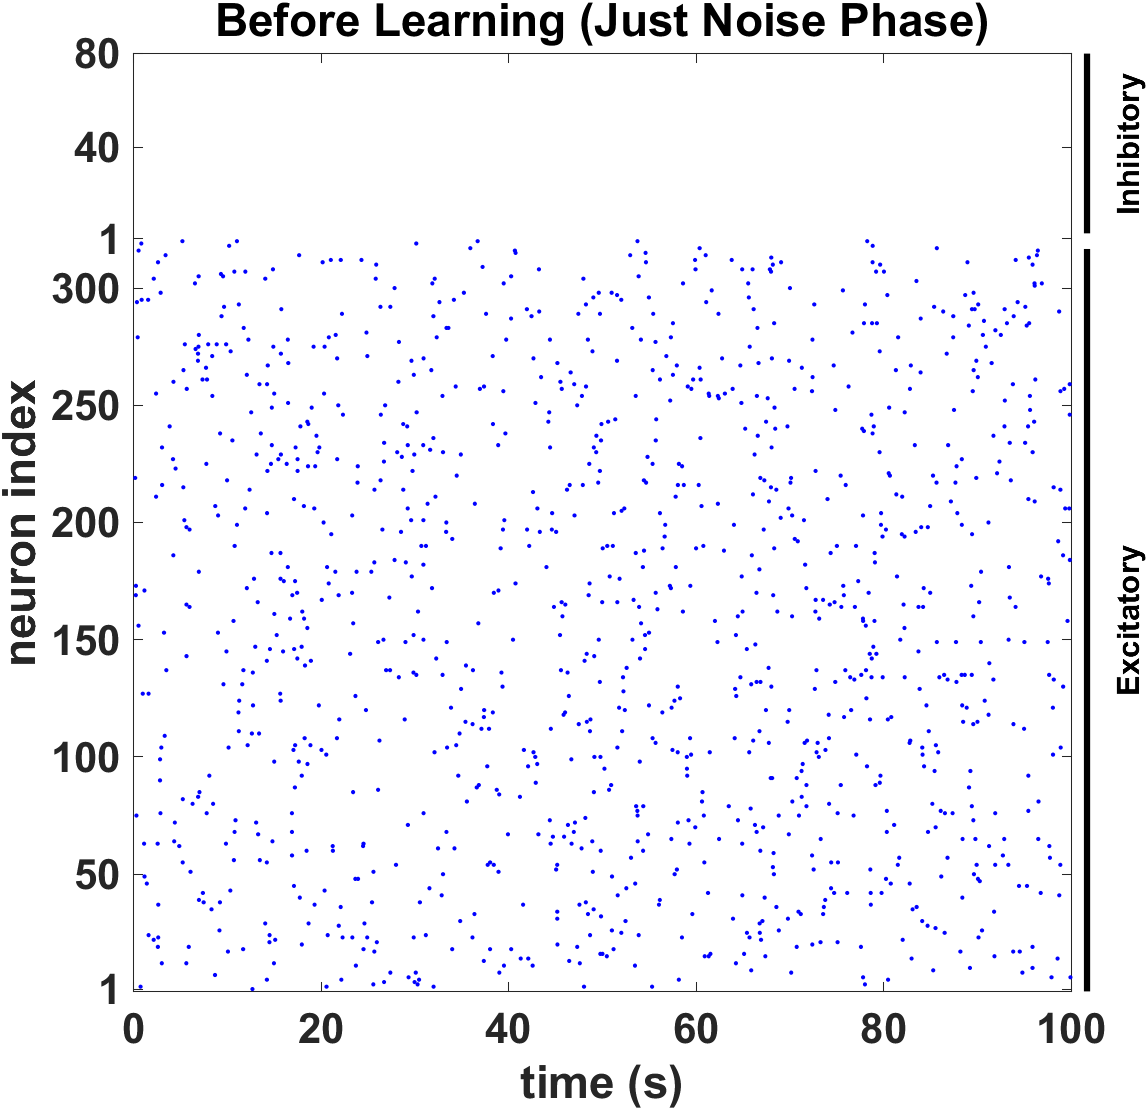 Before Learning (Just Noise Phase)
80
40
1
300
250
200
150
100
50
1
neuron index
0 20 40 60 80 100
time (s)
Inhibitory
Excitatory